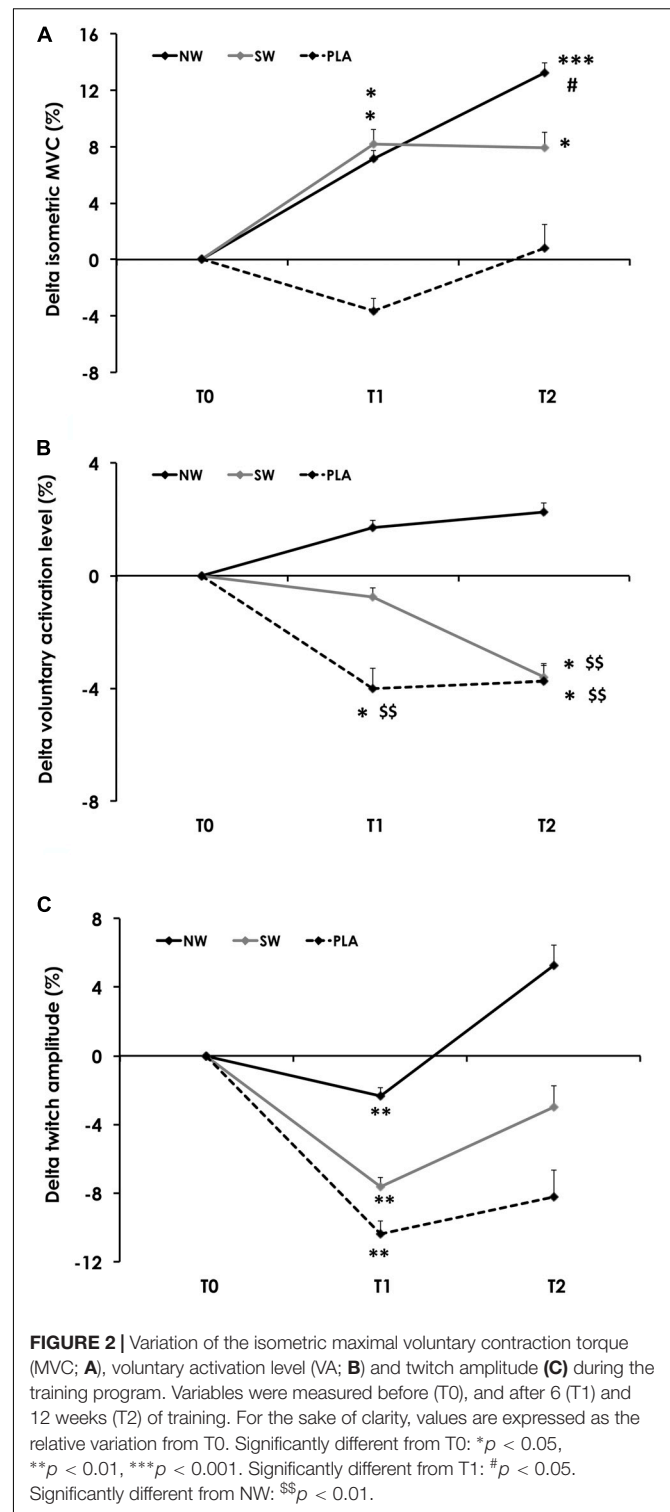 A
16
12
8
4
0
-4
-8
Delta isometric MVC (%)
NW SW PLA
*
*
***
#
*
T0 T1 T2
B
4
0
-4
-8
Delta voluntary activation level (%)
NW SW PLA
* $$
* $$
* $$
T0 T1 T2
C
8
4
0
-4
-8
-12
Delta twitch amplitude (%)
NW SW PLA
**
**
**
T0 T1 T2
FIGURE 2 | Variation of the isometric maximal voluntary contraction torque
(MVC; A), voluntary activation level (VA; B) and twitch amplitude (C) during the
training program. Variables were measured before (T0), and after 6 (T1) and
12 weeks (T2) of training. For the sake of clarity, values are expressed as the
relative variation from T0. Significantly different from T0: *p < 0.05,
**p < 0.01, ***p < 0.001. Significantly different from T1: #p < 0.05.
Significantly different from NW: $$p < 0.01.